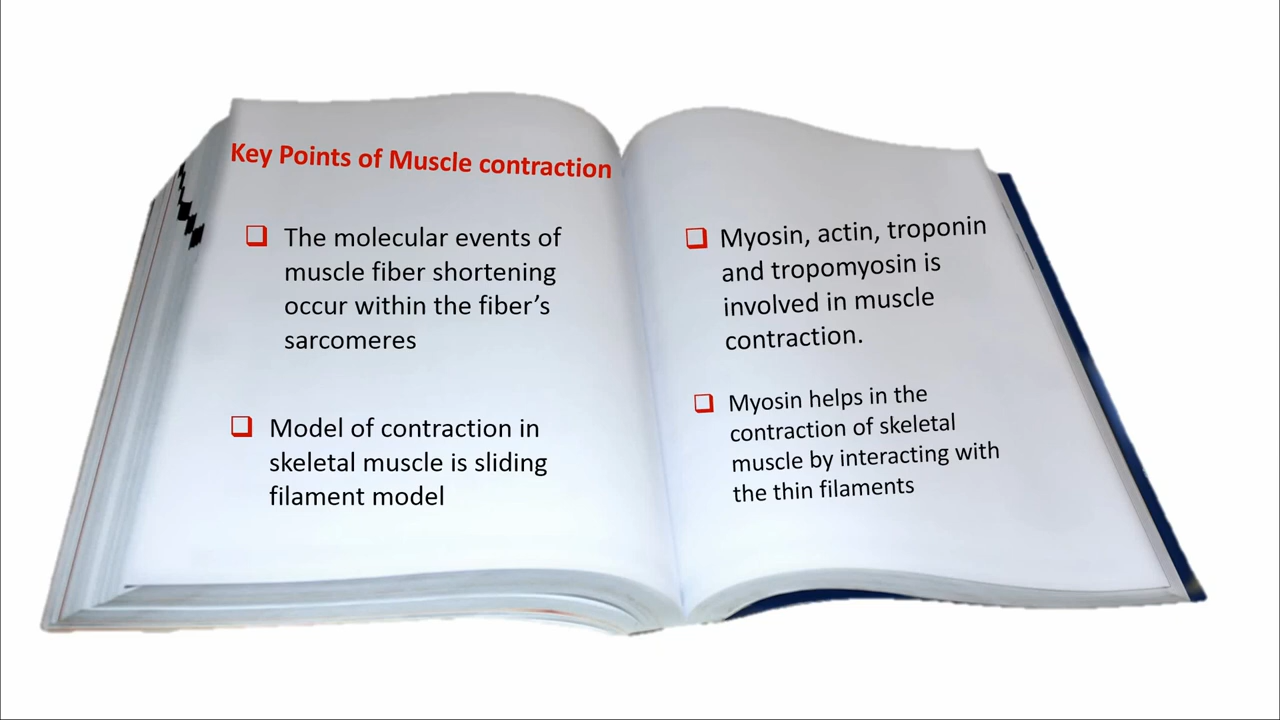 Key Points of Muscle contraction
❑ The molecular events of
muscle fiber shortening
occur within the fiber’s
sarcomeres
❑ Model of contraction in
skeletal muscle is sliding
filament model
❑ Myosin, actin, troponin
and tropomyosin is
involved in muscle
contraction.
❑ Myosin helps in the
contraction of skeletal
muscle by interacting with
the thin filaments